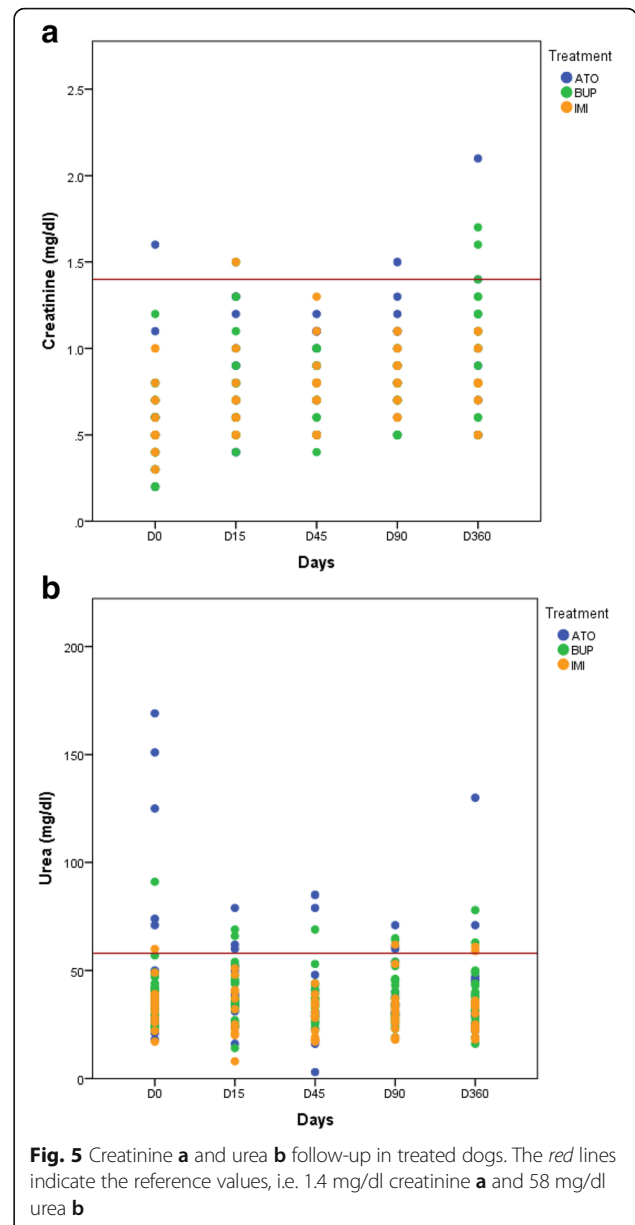 a
Treatment
ATO
BUP
IMI
2.5
2.0
1.5
1.0
.5
.0
Creatinine (mg/dl)
D0 D15 D45 D90 D360
Days
b
Treatment
ATO
BUP
IMI
200
150
100
50
0
Urea (mg/dl)
D0 D15 D45 D90 D360
Days
Fig. 5 Creatinine a and urea b follow-up in treated dogs. The red lines
indicate the reference values, i.e. 1.4 mg/dl creatinine a and 58 mg/dl
urea b